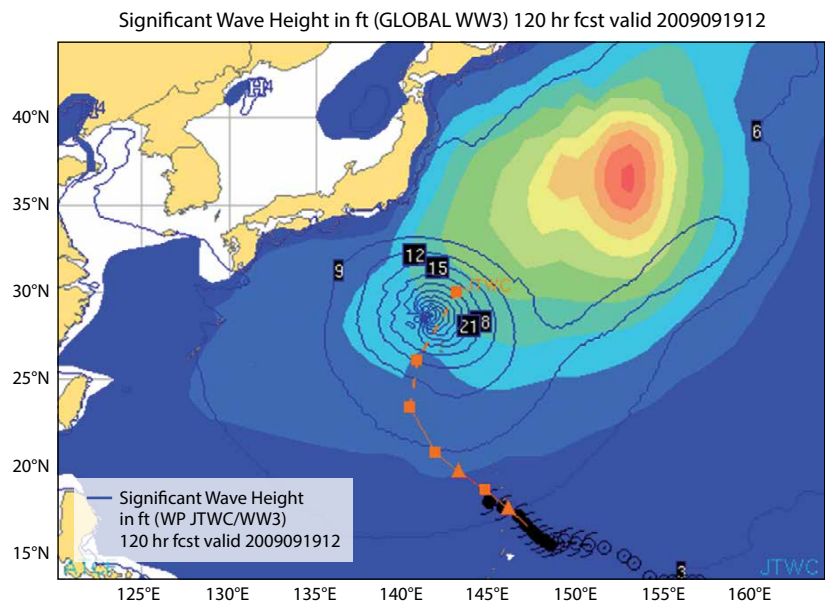 Significant Wave Height in ft (GLOBAL WW3) 120 hr fcst valid 2009091912
40°N
35°N
30°N
25°N
20°N
15°N
H4
6
12
9
15
JTWC
21
8
Significant Wave Height
in ft (WP JTWC/WW3)
120 hr fcst valid 2009091912
3
JTWC
125°E
130°E
135°E
140°E
145°E
150°E
155°E
160°E